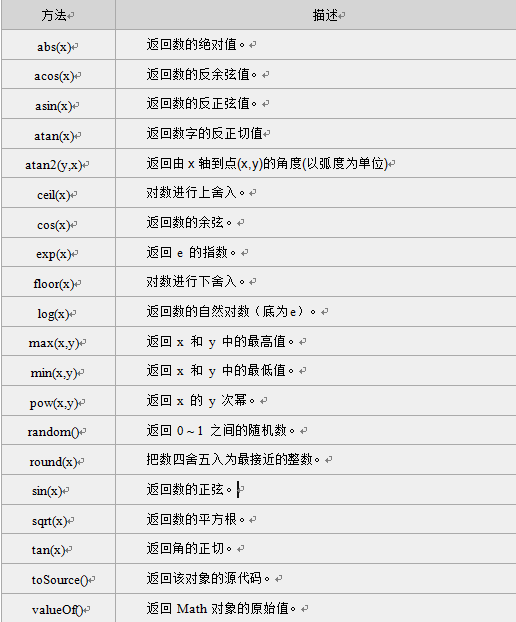 方法 描述
abs(x) 返回数的绝对值。
acos(x) 返回数的反余弦值。
asin(x) 返回数的反正弦值。
atan(x) 返回数字的反正切值
atan2(y,x) 返回由 x 轴到点(x,y)的角度(以弧度为单位)
ceil(x) 对数进行上舍入。
cos(x) 返回数的余弦。
exp(x) 返回 e 的指数。
floor(x) 对数进行下舍入。
log(x) 返回数的自然对数（底为e）。
max(x,y) 返回 x 和 y 中的最高值。
min(x,y) 返回 x 和 y 中的最低值。
pow(x,y) 返回 x 的 y 次幂。
random() 返回 0 ~ 1 之间的随机数。
round(x) 把数四舍五入为最接近的整数。
sin(x) 返回数的正弦。
sqrt(x) 返回数的平方根。
tan(x) 返回角的正切。
toSource() 返回该对象的源代码。
valueOf() 返回 Math 对象的原始值。